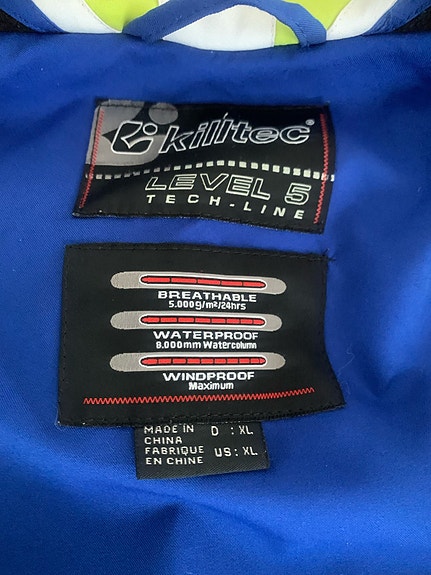 killtec®
LEVEL 5
TECH-LINE
BREATHABLE
5.000g/m²/24hrs
WATERPROOF
8.000mm Watercolumn
WINDPROOF
Maximum
MADE IN CHINA D : XL
FABRIQUE EN CHINE US: XL